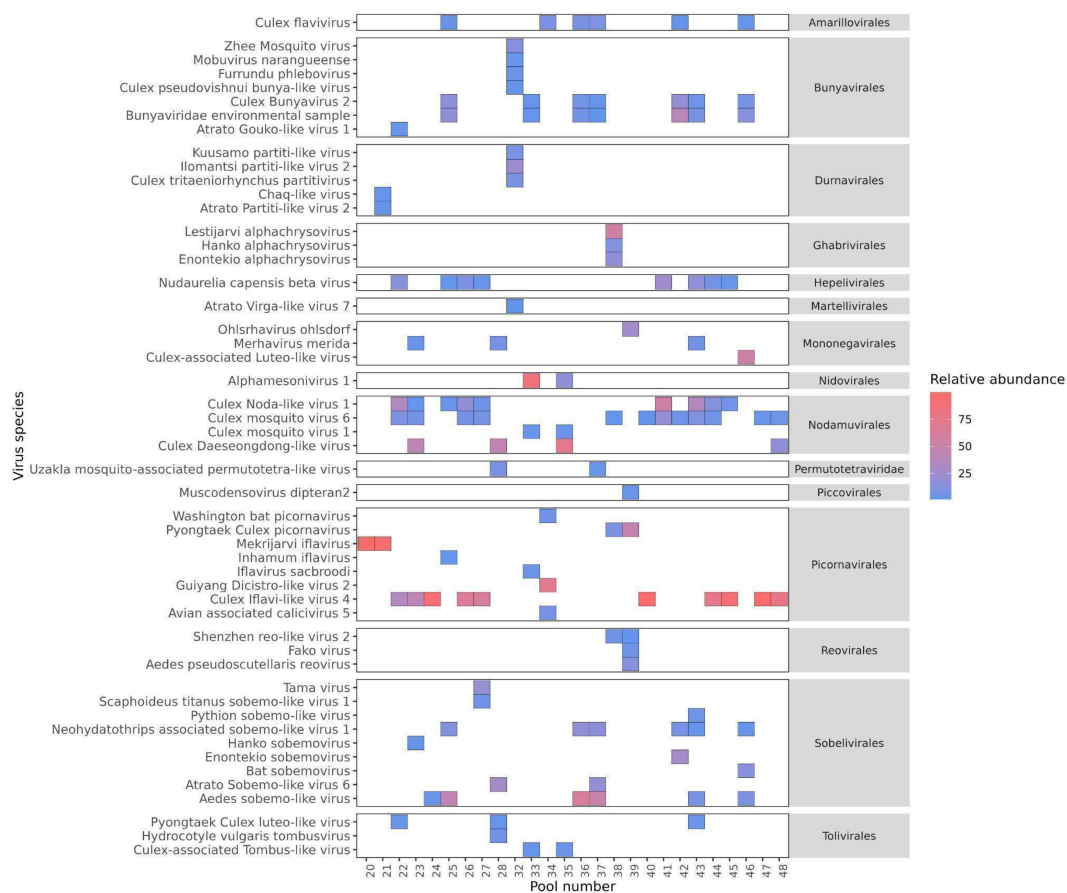 Culex flavivirus
Amarillovirales
Zhee Mosquito virus
Mobuvirus narangueense
Furrundu phlebovirus
Culex pseudovishnui bunya-like virus
Culex Bunyavirus 2
Bunyaviridae environmental sample
Atrato Gouko-like virus 1
Bunyavirales
Kuusamo partiti-like virus
Ilomantsi partiti-like virus 2
Culex tritaeniorhynchus partitivirus
Chaq-like virus
Atrato Partiti-like virus 2
Durnavirales
Lestijarvi alphachrysovirus
Hanko alphachrysovirus
Enontekio alphachrysovirus
Ghabrivirales
Nudaurelia capensis beta virus
Hepelivirales
Atrato Virga-like virus 7
Martellivirales
Ohlsrhavirus ohlsdorf
Merhavirus merida
Culex-associated Luteo-like virus
Mononegavirales
Alphamesonivirus 1
Nidovirales
Culex Noda-like virus 1
Culex mosquito virus 6
Culex mosquito virus 1
Culex Daeseongdong-like virus
Nodamuvirales
Uzakla mosquito-associated permutotetra-like virus
Permutotetraviridae
Muscodensovirus dipteran2
Piccovirales
Washington bat picornavirus
Pyongtaek Culex picornavirus
Mekrijarvi iflavirus
Inhamum iflavirus
Iflavirus sacbroodi
Guiyang Dicistro-like virus 2
Culex Iflavi-like virus 4
Avian associated calicivirus 5
Picornavirales
Shenzhen reo-like virus 2
Fako virus
Aedes pseudoscutellaris reovirus
Reovirales
Tama virus
Scaphoideus titanus sobemo-like virus 1
Pythion sobemo-like virus
Neohydatothrips associated sobemo-like virus 1
Hanko sobemovirus
Enontekio sobemovirus
Bat sobemovirus
Atrato Sobemo-like virus 6
Aedes sobemo-like virus
Sobelivirales
Pyongtaek Culex luteo-like virus
Hydrocotyle vulgaris tombusvirus
Culex-associated Tombus-like virus
Tolivirales
20 21 22 23 24 25 26 27 28 32 33 34 35 36 37 38 39 40 41 42 43 44 45 46 47 48
Pool number
Virus species
Relative abundance
75
50
25